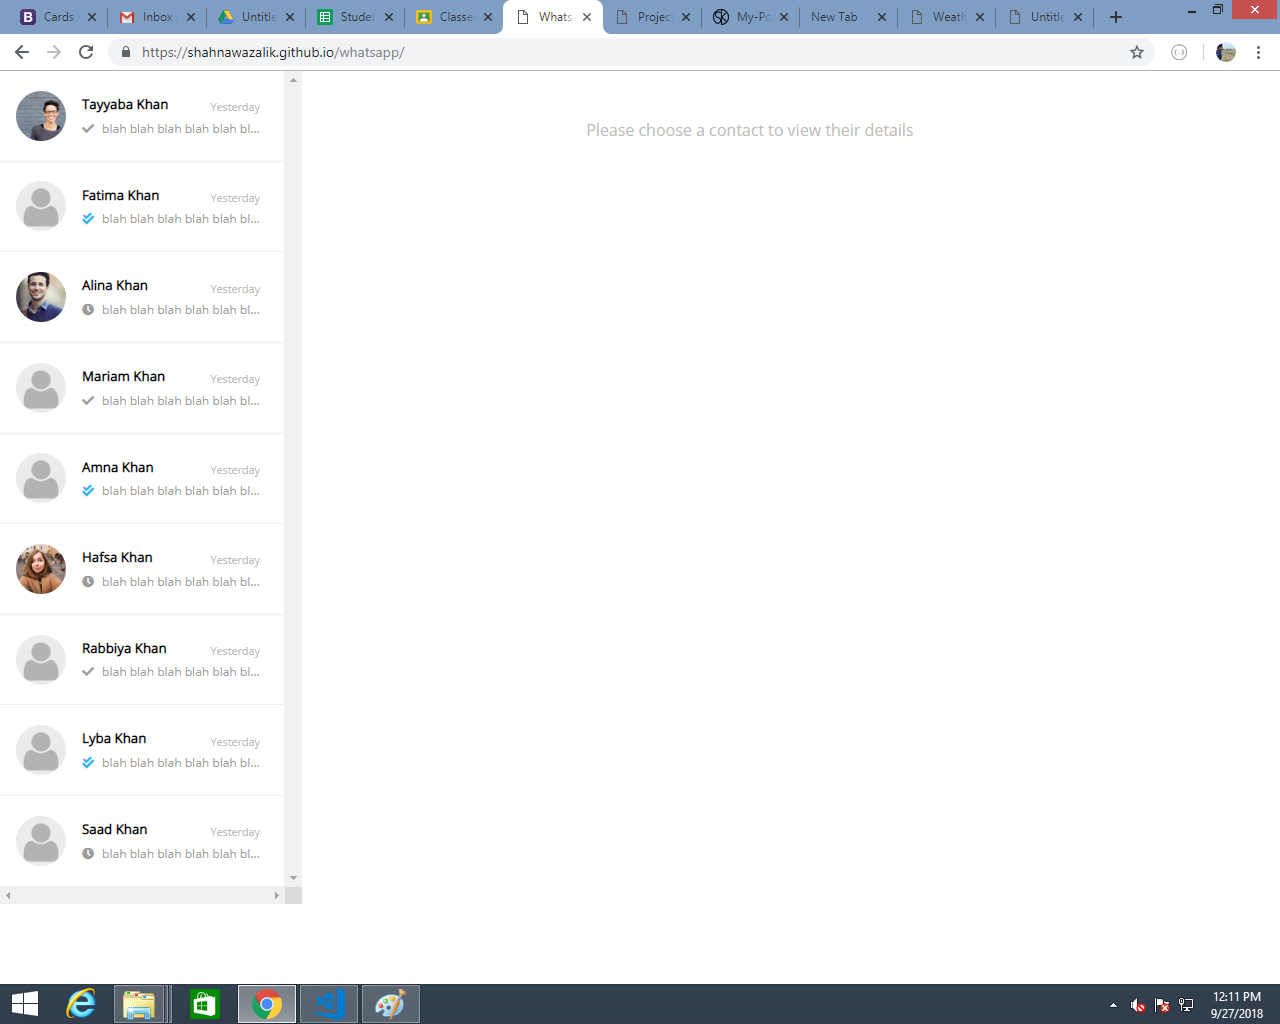 Cards
Inbox
Untitle
Studen
Classe
Whats
Project
My-Po
New Tab
Weath
Untitle
https://shahnawazalik.github.io/whatsapp/
Tayyaba Khan
Yesterday
blah blah blah blah blah bl...
Please choose a contact to view their details
Fatima Khan
Yesterday
blah blah blah blah blah bl...
Alina Khan
Yesterday
blah blah blah blah blah bl...
Mariam Khan
Yesterday
blah blah blah blah blah bl...
Amna Khan
Yesterday
blah blah blah blah blah bl...
Hafsa Khan
Yesterday
blah blah blah blah blah bl...
Rabbiya Khan
Yesterday
blah blah blah blah blah bl...
Lyba Khan
Yesterday
blah blah blah blah blah bl...
Saad Khan
Yesterday
blah blah blah blah blah bl...
12:11 PM
9/27/2018